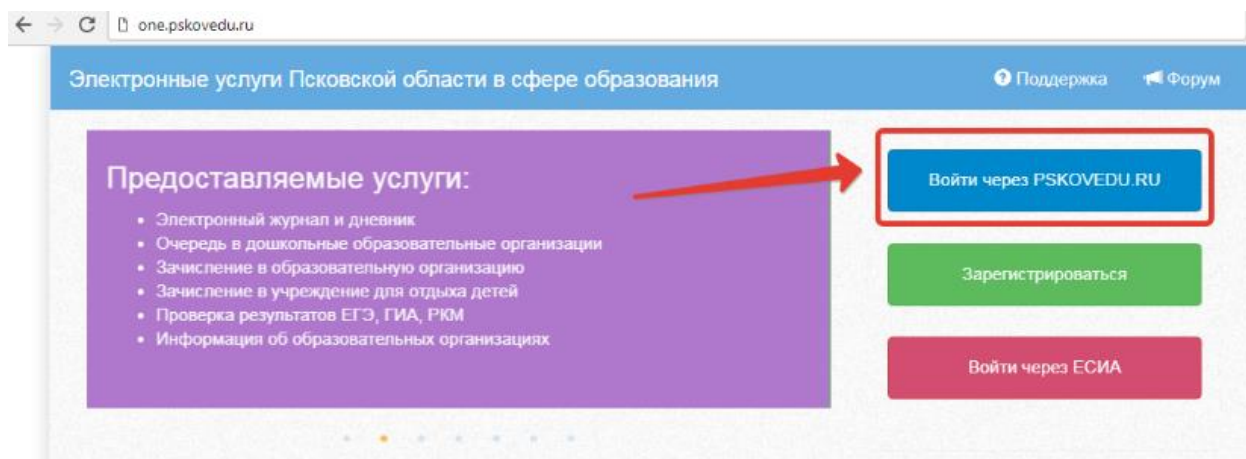 one.pskovedu.ru
Электронные услуги Псковской области в сфере образования
Поддержка
Форум
Предоставляемые услуги:
Электронный журнал и дневник
Очередь в дошкольные образовательные организации
Зачисление в образовательную организацию
Зачисление в учреждение для отдыха детей
Проверка результатов ЕГЭ, ГИА, РКМ
Информация об образовательных организациях
Войти через PSKOVEDU.RU
Зарегистрироваться
Войти через ЕСИА